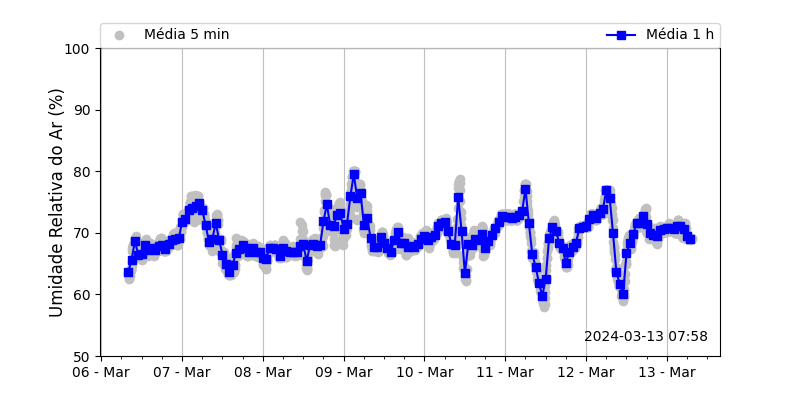 Média 5 min
Média 1 h
Umidade Relativa do Ar (%)
100
90
80
70
60
50
2024-03-13 07:58
06 - Mar
07 - Mar
08 - Mar
09 - Mar
10 - Mar
11 - Mar
12 - Mar
13 - Mar